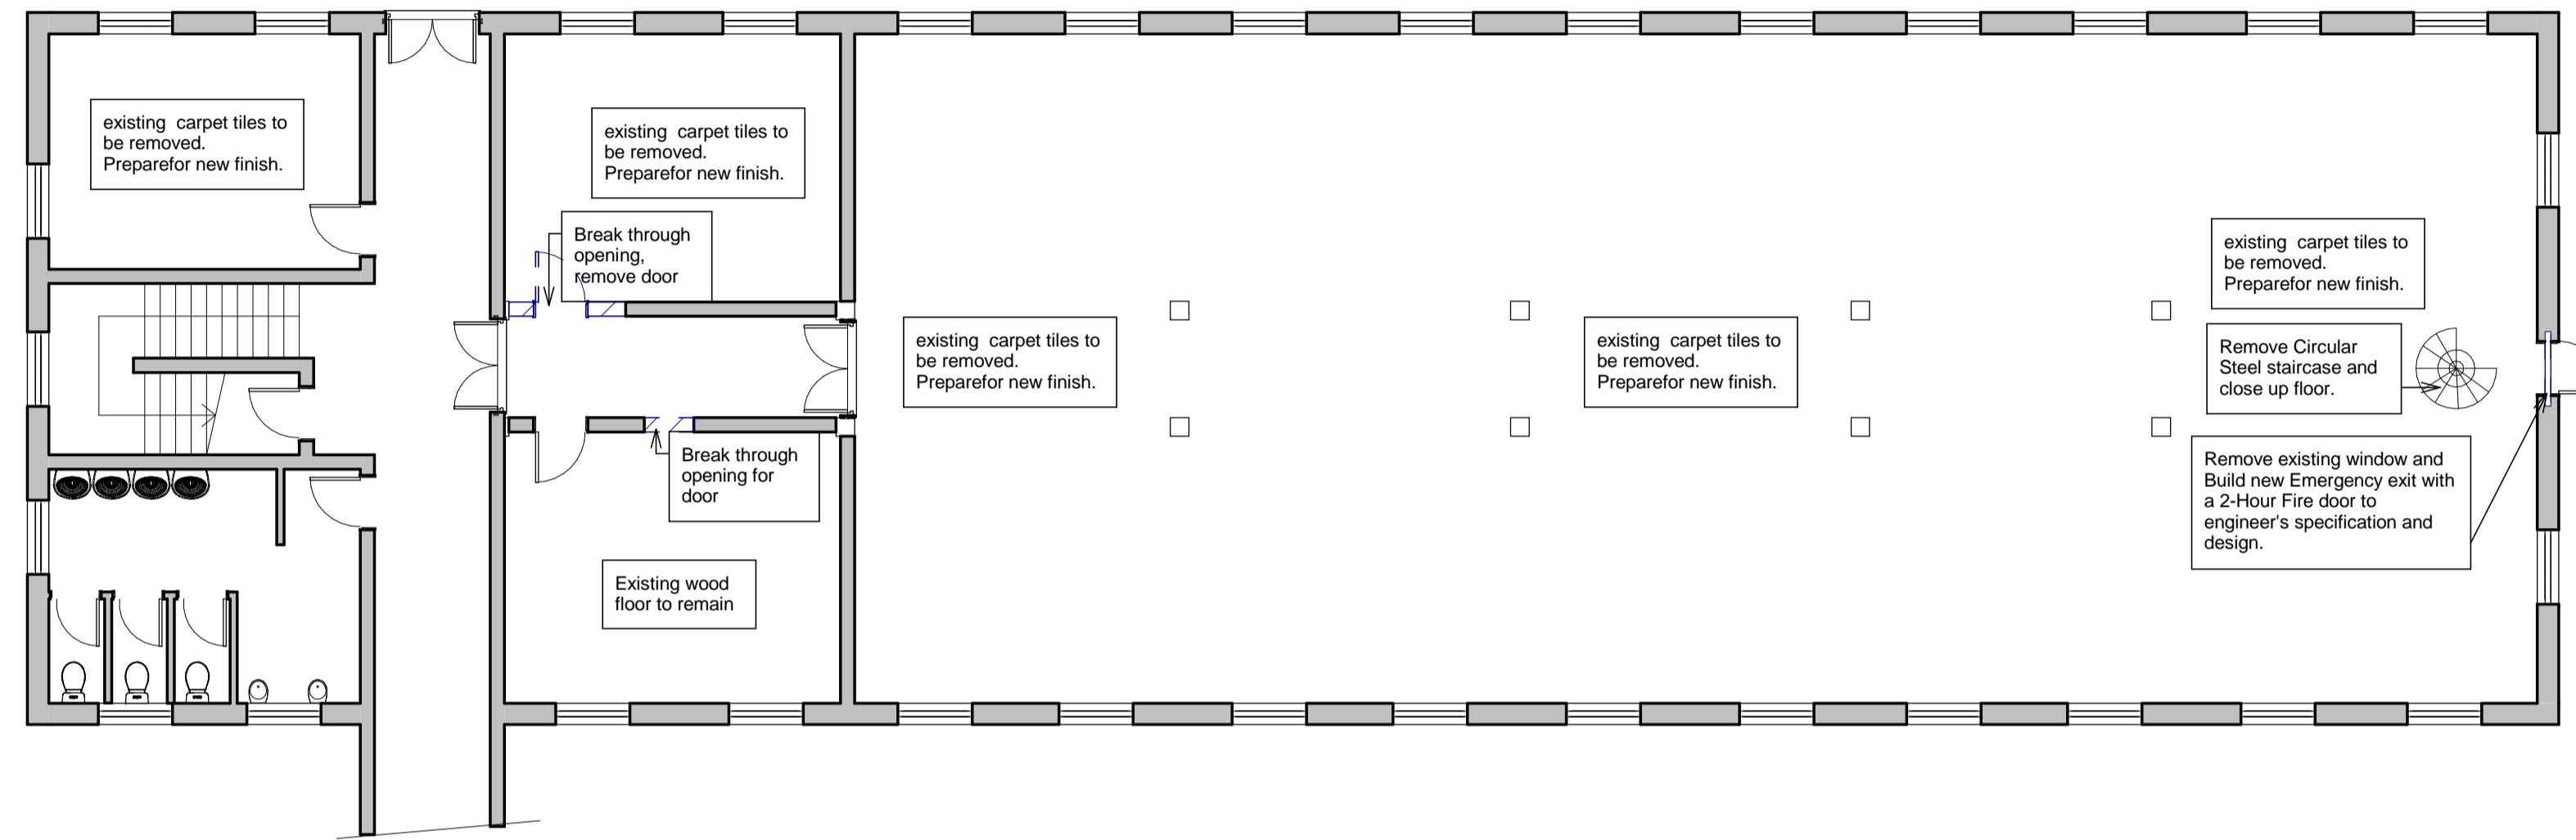 existing carpet tiles to
be removed.
Preparefor new finish.
existing carpet tiles to
be removed.
Preparefor new finish.
Break through
opening,
remove door
existing carpet tiles to
be removed.
Preparefor new finish.
existing carpet tiles to
be removed.
Preparefor new finish.
existing carpet tiles to
be removed.
Preparefor new finish.
Remove Circular
Steel staircase and
close up floor.
Break through
opening for
door
Remove existing window and
Build new Emergency exit with
a 2-Hour Fire door to
engineer's specification and
design.
Existing wood
floor to remain